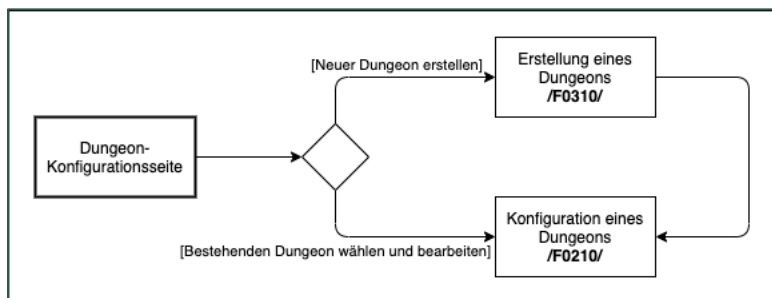 Dungeon-
Konfigurationsseite
[Neuer Dungeon erstellen]
Erstellung eines
Dungeons
/F0310/
[Bestehenden Dungeon wählen und bearbeiten]
Konfiguration eines
Dungeons
/F0210/